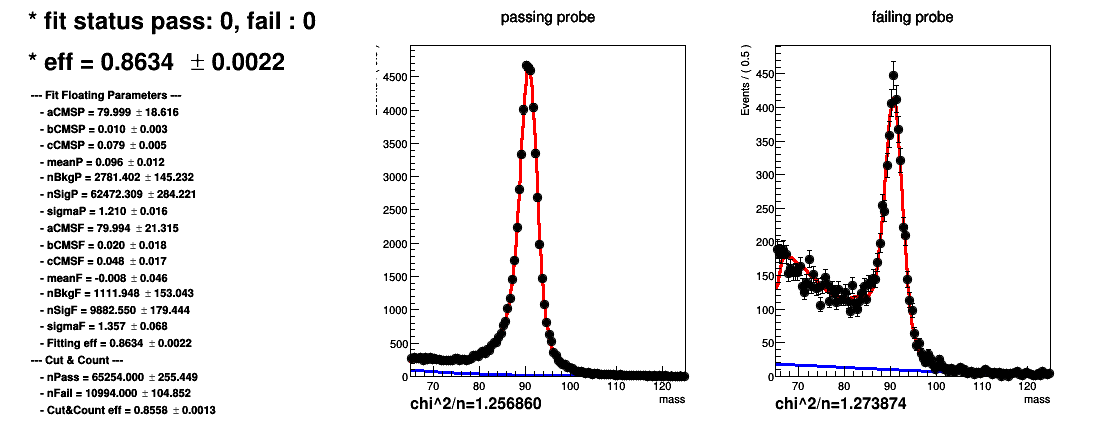 * fit status pass: 0, fail : 0
* eff = 0.8634 ± 0.0022
--- Fit Floating Parameters ---
- aCMSP = 79.999 ± 18.616
- bCMSP = 0.010 ± 0.003
- cCMSP = 0.079 ± 0.005
- meanP = 0.096 ± 0.012
- nBkgP = 2781.402 ± 145.232
- nSigP = 62472.309 ± 284.221
- sigmaP = 1.210 ± 0.016
- aCMSF = 79.994 ± 21.315
- bCMSF = 0.020 ± 0.018
- cCMSF = 0.048 ± 0.017
- meanF = -0.008 ± 0.046
- nBkgF = 1111.948 ± 153.043
- nSigF = 9882.550 ± 179.444
- sigmaF = 1.357 ± 0.068
- Fitting eff = 0.8634 ± 0.0022
--- Cut & Count ---
- nPass = 65254.000 ± 255.449
- nFail = 10994.000 ± 104.852
- Cut&Count eff = 0.8558 ± 0.0013
passing probe
4500
4000
3500
3000
2500
2000
1500
1000
500
0
70 80 90 100 110 120
mass
chi^2/n=1.256860
failing probe
Events / ( 0.5 )
450
400
350
300
250
200
150
100
50
0
70 80 90 100 110 120
mass
chi^2/n=1.273874